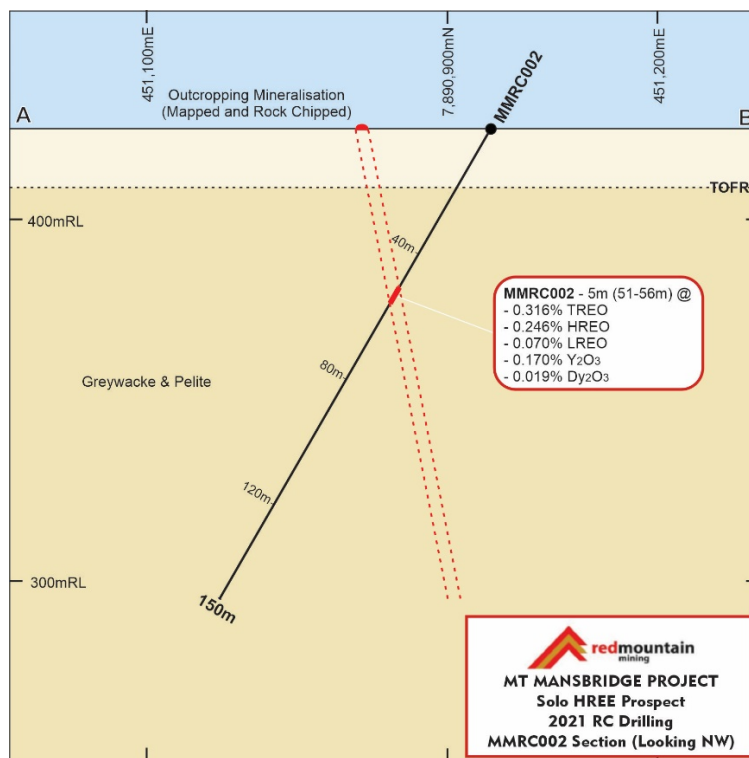 451,100mE
7,890,900mN
451,200mE
MMRC002
Outcropping Mineralisation
(Mapped and Rock Chipped)
A
B
TOFR
400mRL
40m
MMRC002 - 5m (51-56m) @
- 0.316% TREO
- 0.246% HREO
- 0.070% LREO
- 0.170% Y2O3
- 0.019% Dy2O3
80m
Greywacke & Pelite
120m
300mRL
150m
redmountain
mining
MT MANSBRIDGE PROJECT
Solo HREE Prospect
2021 RC Drilling
MMRC002 Section (Looking NW)